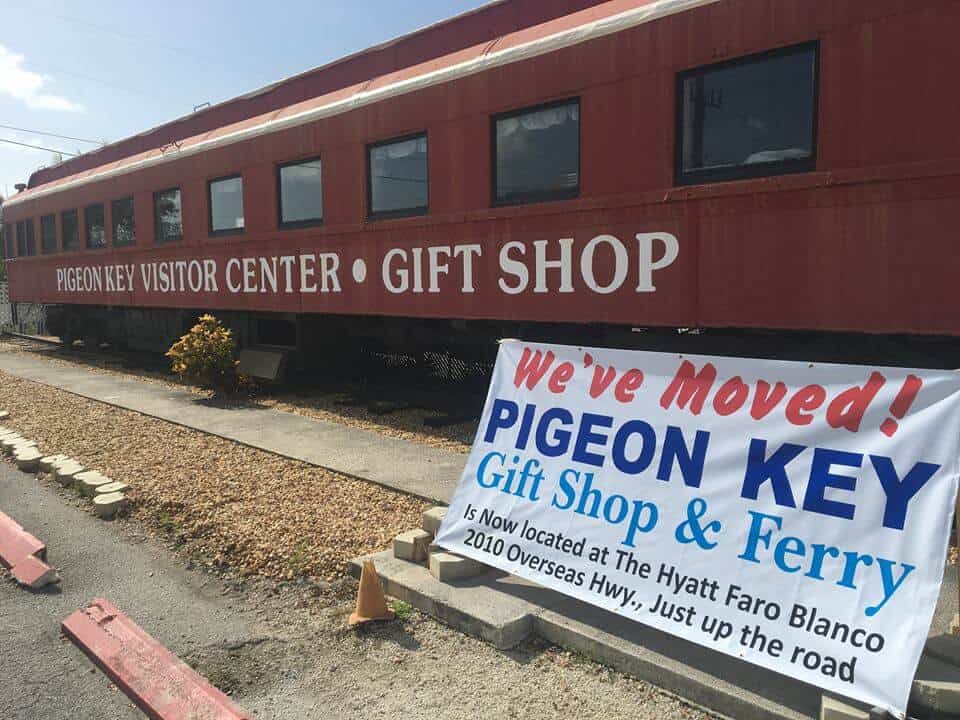 PIGEON KEY VISITOR CENTER • GIFT SHOP
We've Moved!
PIGEON KEY
Gift Shop & Ferry
Is Now located at The Hyatt Faro Blanco
2010 Overseas Hwy., Just up the road